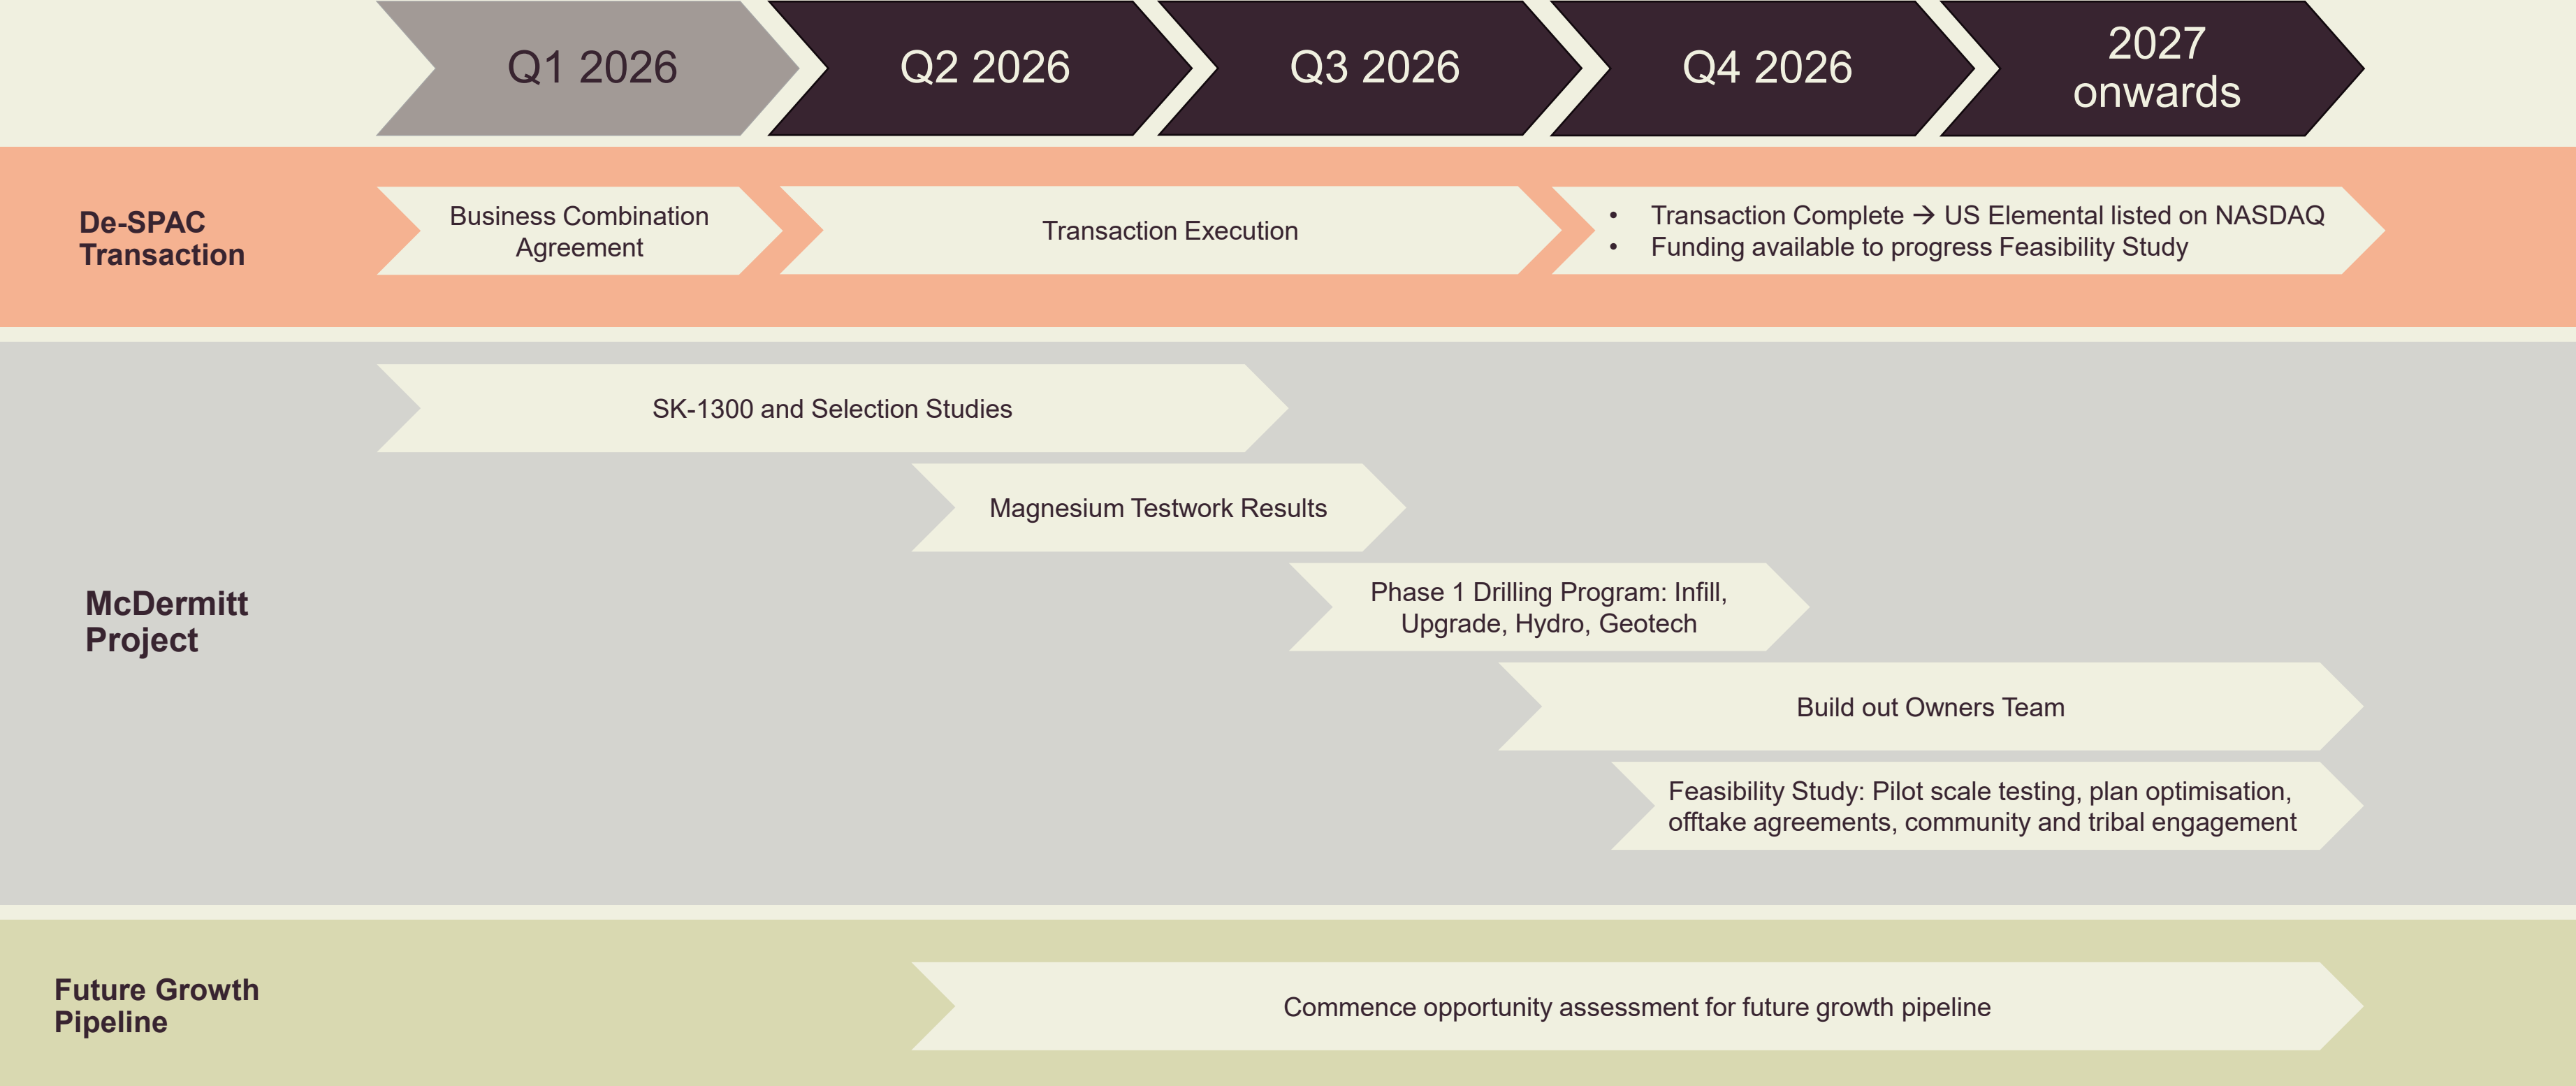 Q1 2026
Q2 2026
Q3 2026
Q4 2026
2027
onwards
De-SPAC
Transaction
Business Combination
Agreement
Transaction Execution
• Transaction Complete → US Elemental listed on NASDAQ
• Funding available to progress Feasibility Study
McDermitt
Project
SK-1300 and Selection Studies
Magnesium Testwork Results
Phase 1 Drilling Program: Infill,
Upgrade, Hydro, Geotech
Build out Owners Team
Feasibility Study: Pilot scale testing, plan optimisation,
offtake agreements, community and tribal engagement
Future Growth
Pipeline
Commence opportunity assessment for future growth pipeline